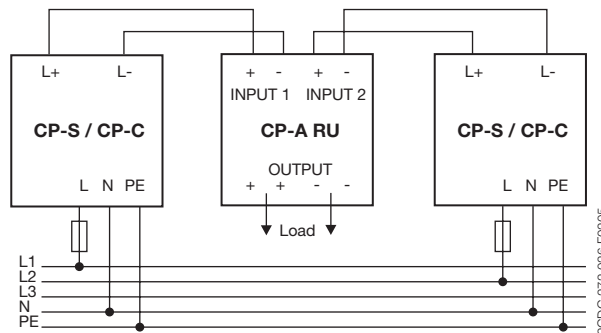 L+ L- + - + - L+ L-
INPUT 1 INPUT 2
CP-S / CP-C CP-A RU CP-S / CP-C
OUTPUT
L N PE + + - - L N PE
Load
L1
L2
L3
N
PE